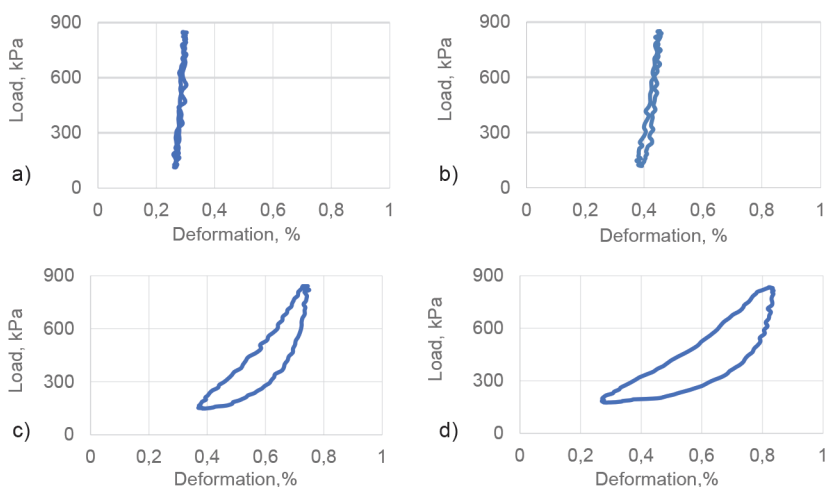 900
600
300
0
Load, kPa
a)
0 0,2 0,4 0,6 0,8 1
Deformation, %
900
600
300
0
Load, kPa
b)
0 0,2 0,4 0,6 0,8 1
Deformation, %
900
600
300
0
Load, kPa
c)
0 0,2 0,4 0,6 0,8 1
Deformation,%
900
600
300
0
Load, kPa
d)
0 0,2 0,4 0,6 0,8 1
Deformation,%